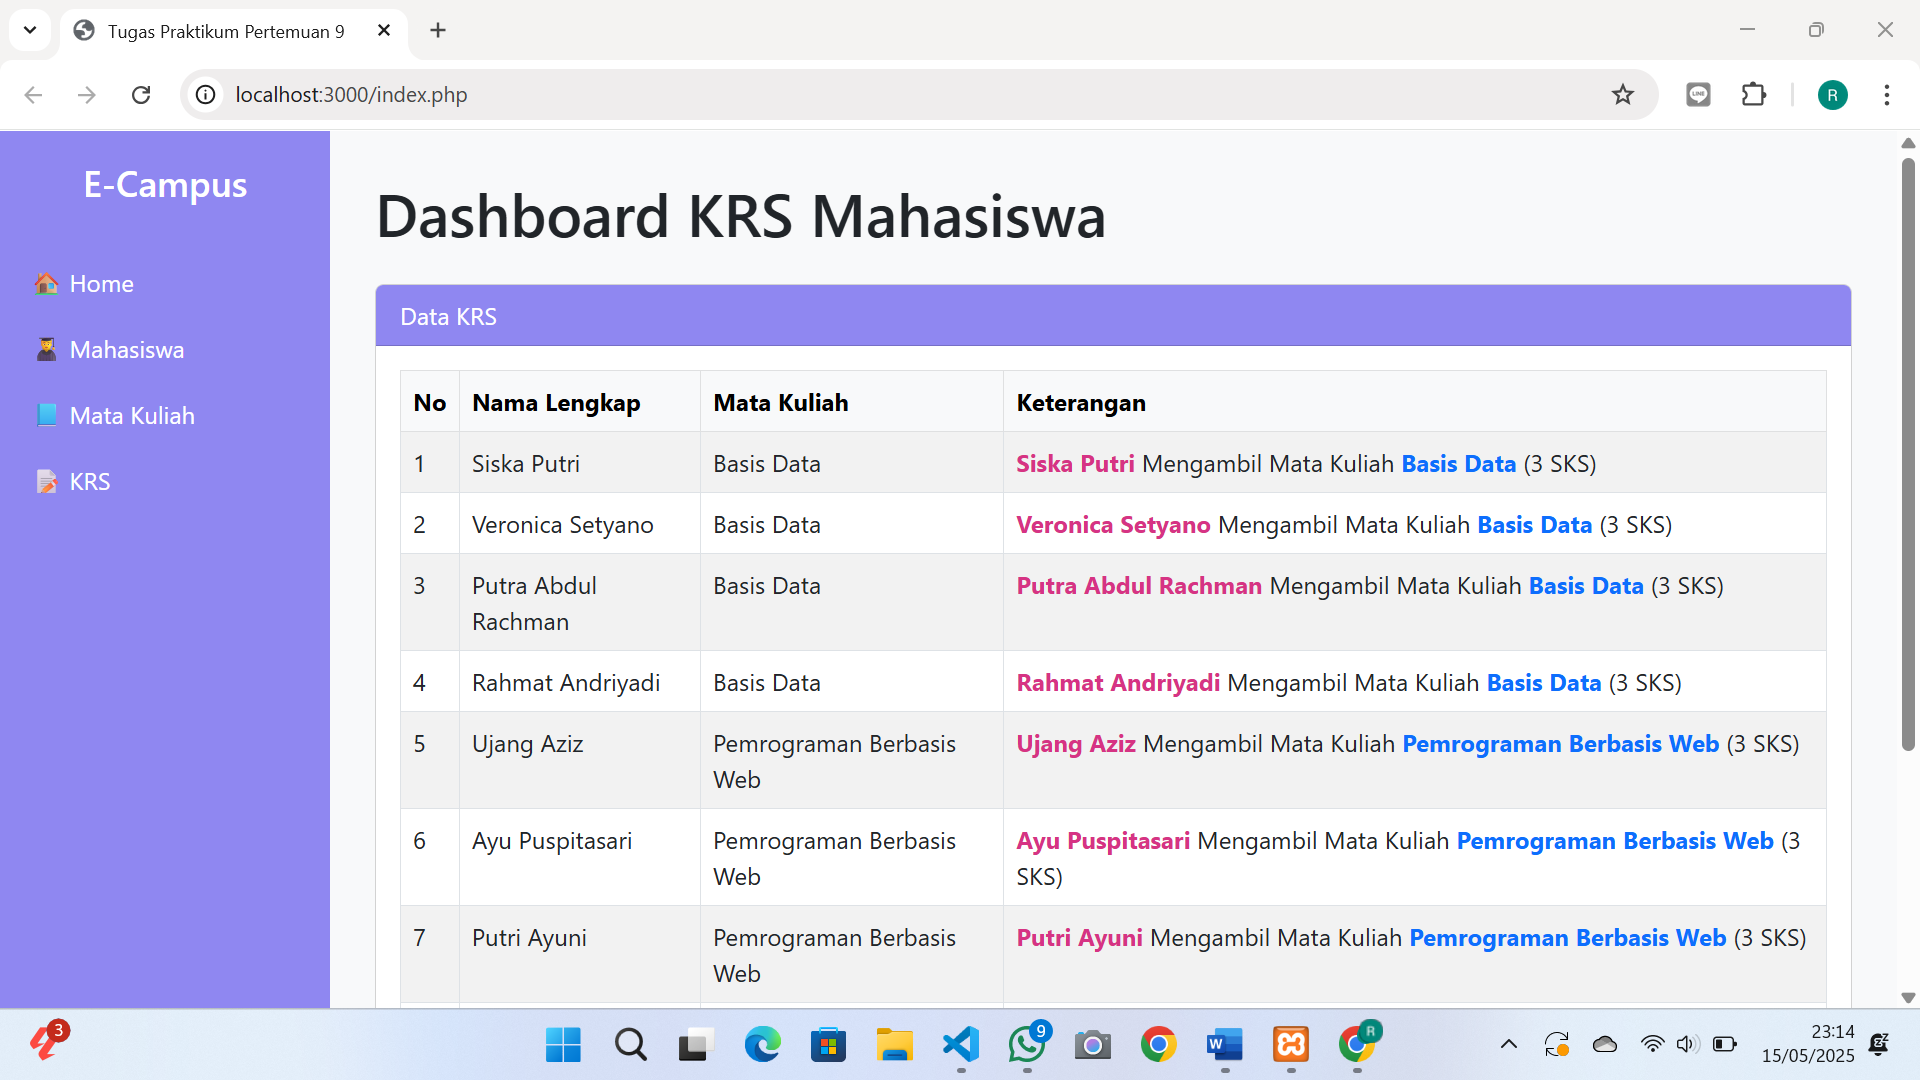 Tugas Praktikum Pertemuan 9
localhost:3000/index.php
LINE
R
E-Campus
Home
Mahasiswa
Mata Kuliah
KRS
Dashboard KRS Mahasiswa
Data KRS
No Nama Lengkap Mata Kuliah Keterangan
1 Siska Putri Basis Data Siska Putri Mengambil Mata Kuliah Basis Data (3 SKS)
2 Veronica Setyano Basis Data Veronica Setyano Mengambil Mata Kuliah Basis Data (3 SKS)
3 Putra Abdul Basis Data Putra Abdul Rachman Mengambil Mata Kuliah Basis Data (3 SKS)
Rachman
4 Rahmat Andriyadi Basis Data Rahmat Andriyadi Mengambil Mata Kuliah Basis Data (3 SKS)
5 Ujang Aziz Pemrograman Berbasis Ujang Aziz Mengambil Mata Kuliah Pemrograman Berbasis Web (3 SKS)
Web
6 Ayu Puspitasari Pemrograman Berbasis Ayu Puspitasari Mengambil Mata Kuliah Pemrograman Berbasis Web (3
Web SKS)
7 Putri Ayuni Pemrograman Berbasis Putri Ayuni Mengambil Mata Kuliah Pemrograman Berbasis Web (3 SKS)
Web
3
9
W
R
23:14
15/05/2025